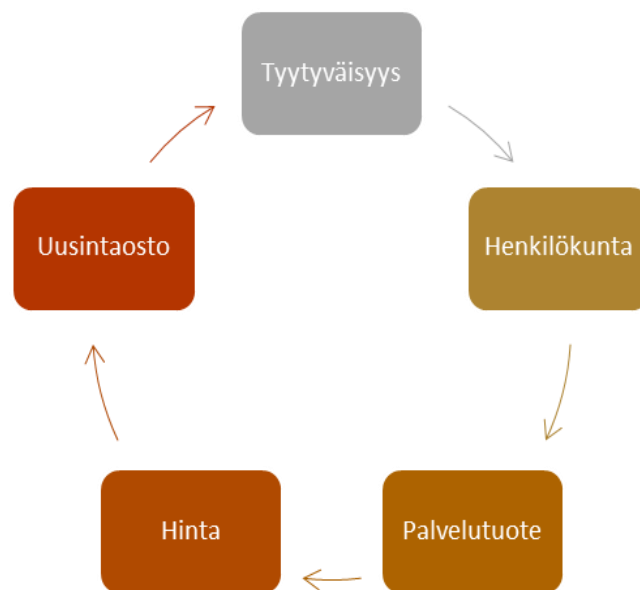 Tyytyväisyys
Henkilökunta
Palvelutuote
Hinta
Uusintaosto